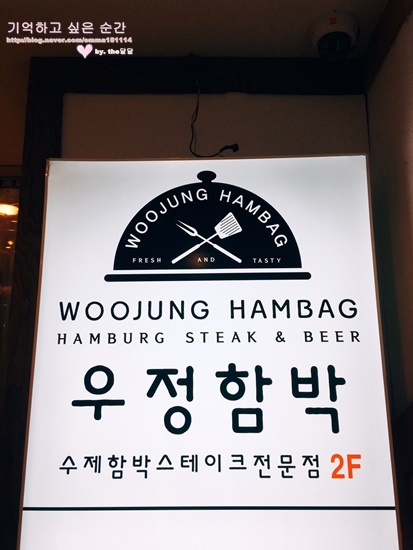 기억하고 싶은 순간
http://blog.naver.com/omma151114
by. the달달
WOOJUNG HAMBAG
FRESH AND TASTY
WOOJUNG HAMBAG
HAMBURG STEAK & BEER
우정함박
수제함박스테이크전문점 2F